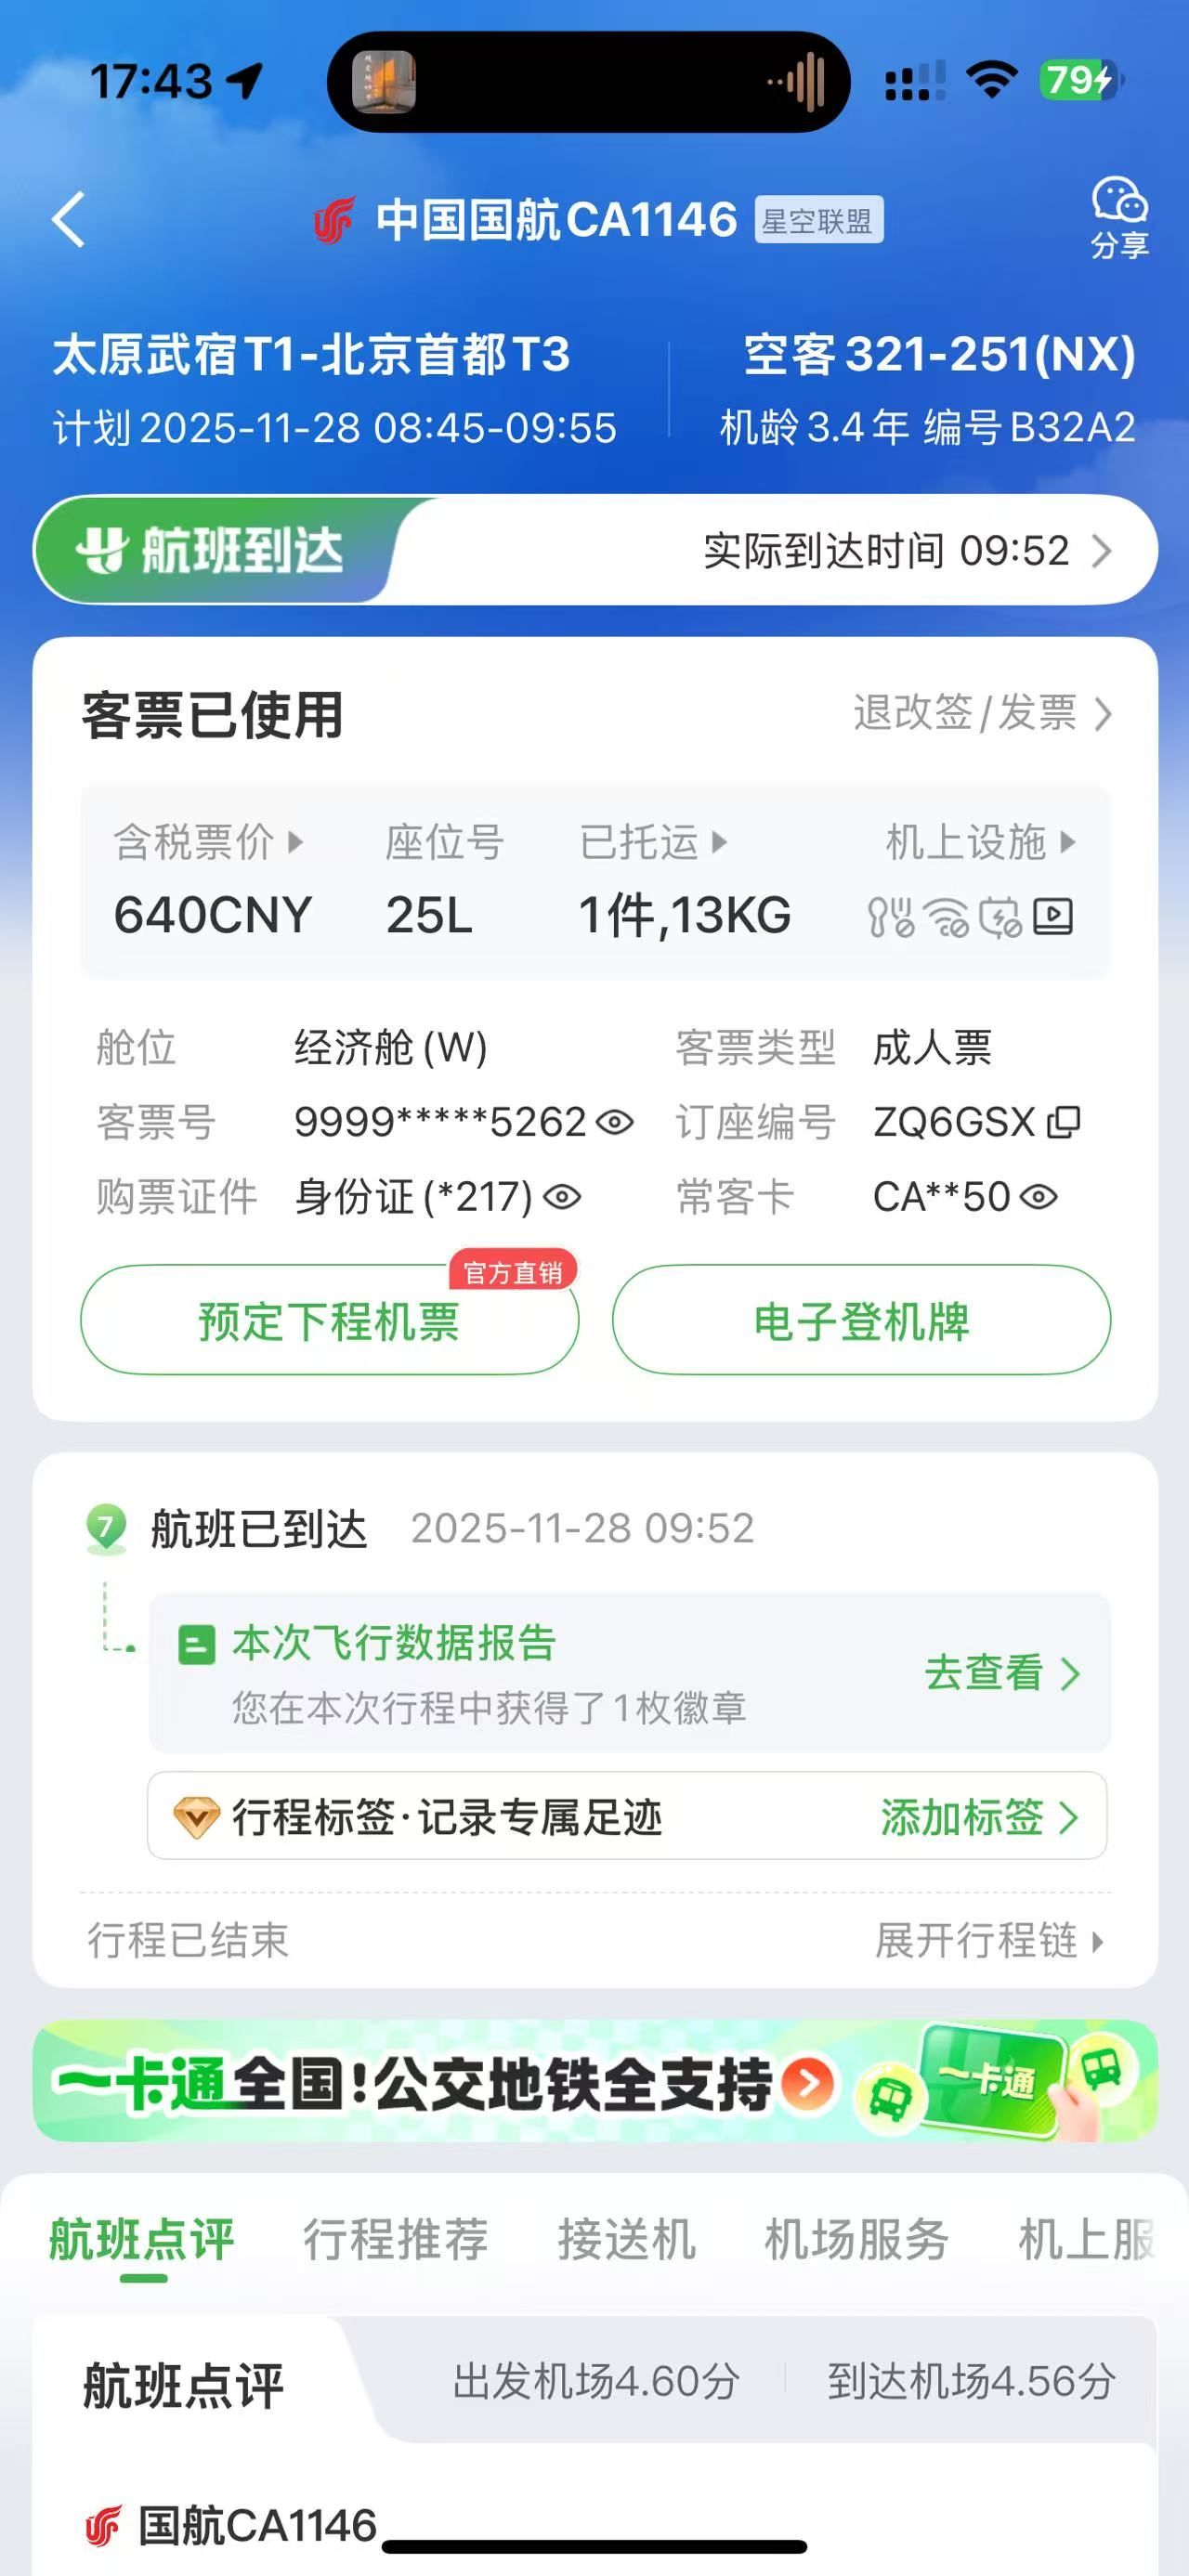 17:43
79
中国国航CA1146 星空联盟
分享
太原武宿T1-北京首都T3
空客321-251(NX)
计划2025-11-28 08:45-09:55
机龄3.4年 编号B32A2
航班到达
实际到达时间 09:52
客票已使用
退改签/发票
含税票价 座位号 已托运 机上设施
640CNY 25L 1件,13KG
舱位 经济舱(W) 客票类型 成人票
客票号 9999*****5262 订座编号 ZQ6GSX
购票证件 身份证(*217) 常客卡 CA**50
官方直销
预定下程机票 电子登机牌
7 航班已到达 2025-11-28 09:52
本次飞行数据报告
去查看
您在本次行程中获得了1枚徽章
行程标签·记录专属足迹 添加标签
行程已结束 展开行程链
一卡通全国!公交地铁全支持
一卡通
航班点评 行程推荐 接送机 机场服务 机上服
航班点评 出发机场4.60分 到达机场4.56分
国航CA1146